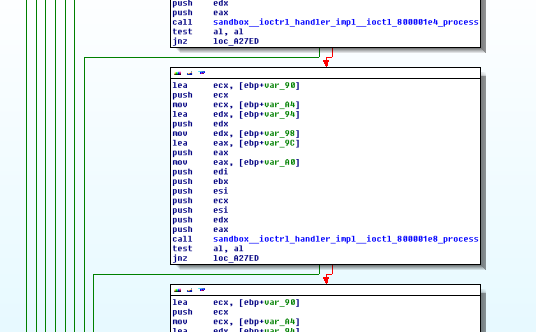 push edx
push eax
call sandbox__ioctrl_handler_impl__ioctl_800001e4_process
test al, al
jnz loc_A27ED
lea ecx, [ebp+var_90]
push ecx
mov ecx, [ebp+var_A4]
lea edx, [ebp+var_94]
push edx
mov edx, [ebp+var_98]
lea eax, [ebp+var_9C]
push eax
mov eax, [ebp+var_A0]
push edi
push ebx
push esi
push ecx
push esi
push edx
push eax
call sandbox__ioctrl_handler_impl__ioctl_800001e8_process
test al, al
jnz loc_A27ED
lea ecx, [ebp+var_90]
push ecx
mov ecx, [ebp+var_A4]
lea edx, [ebp+var_94]